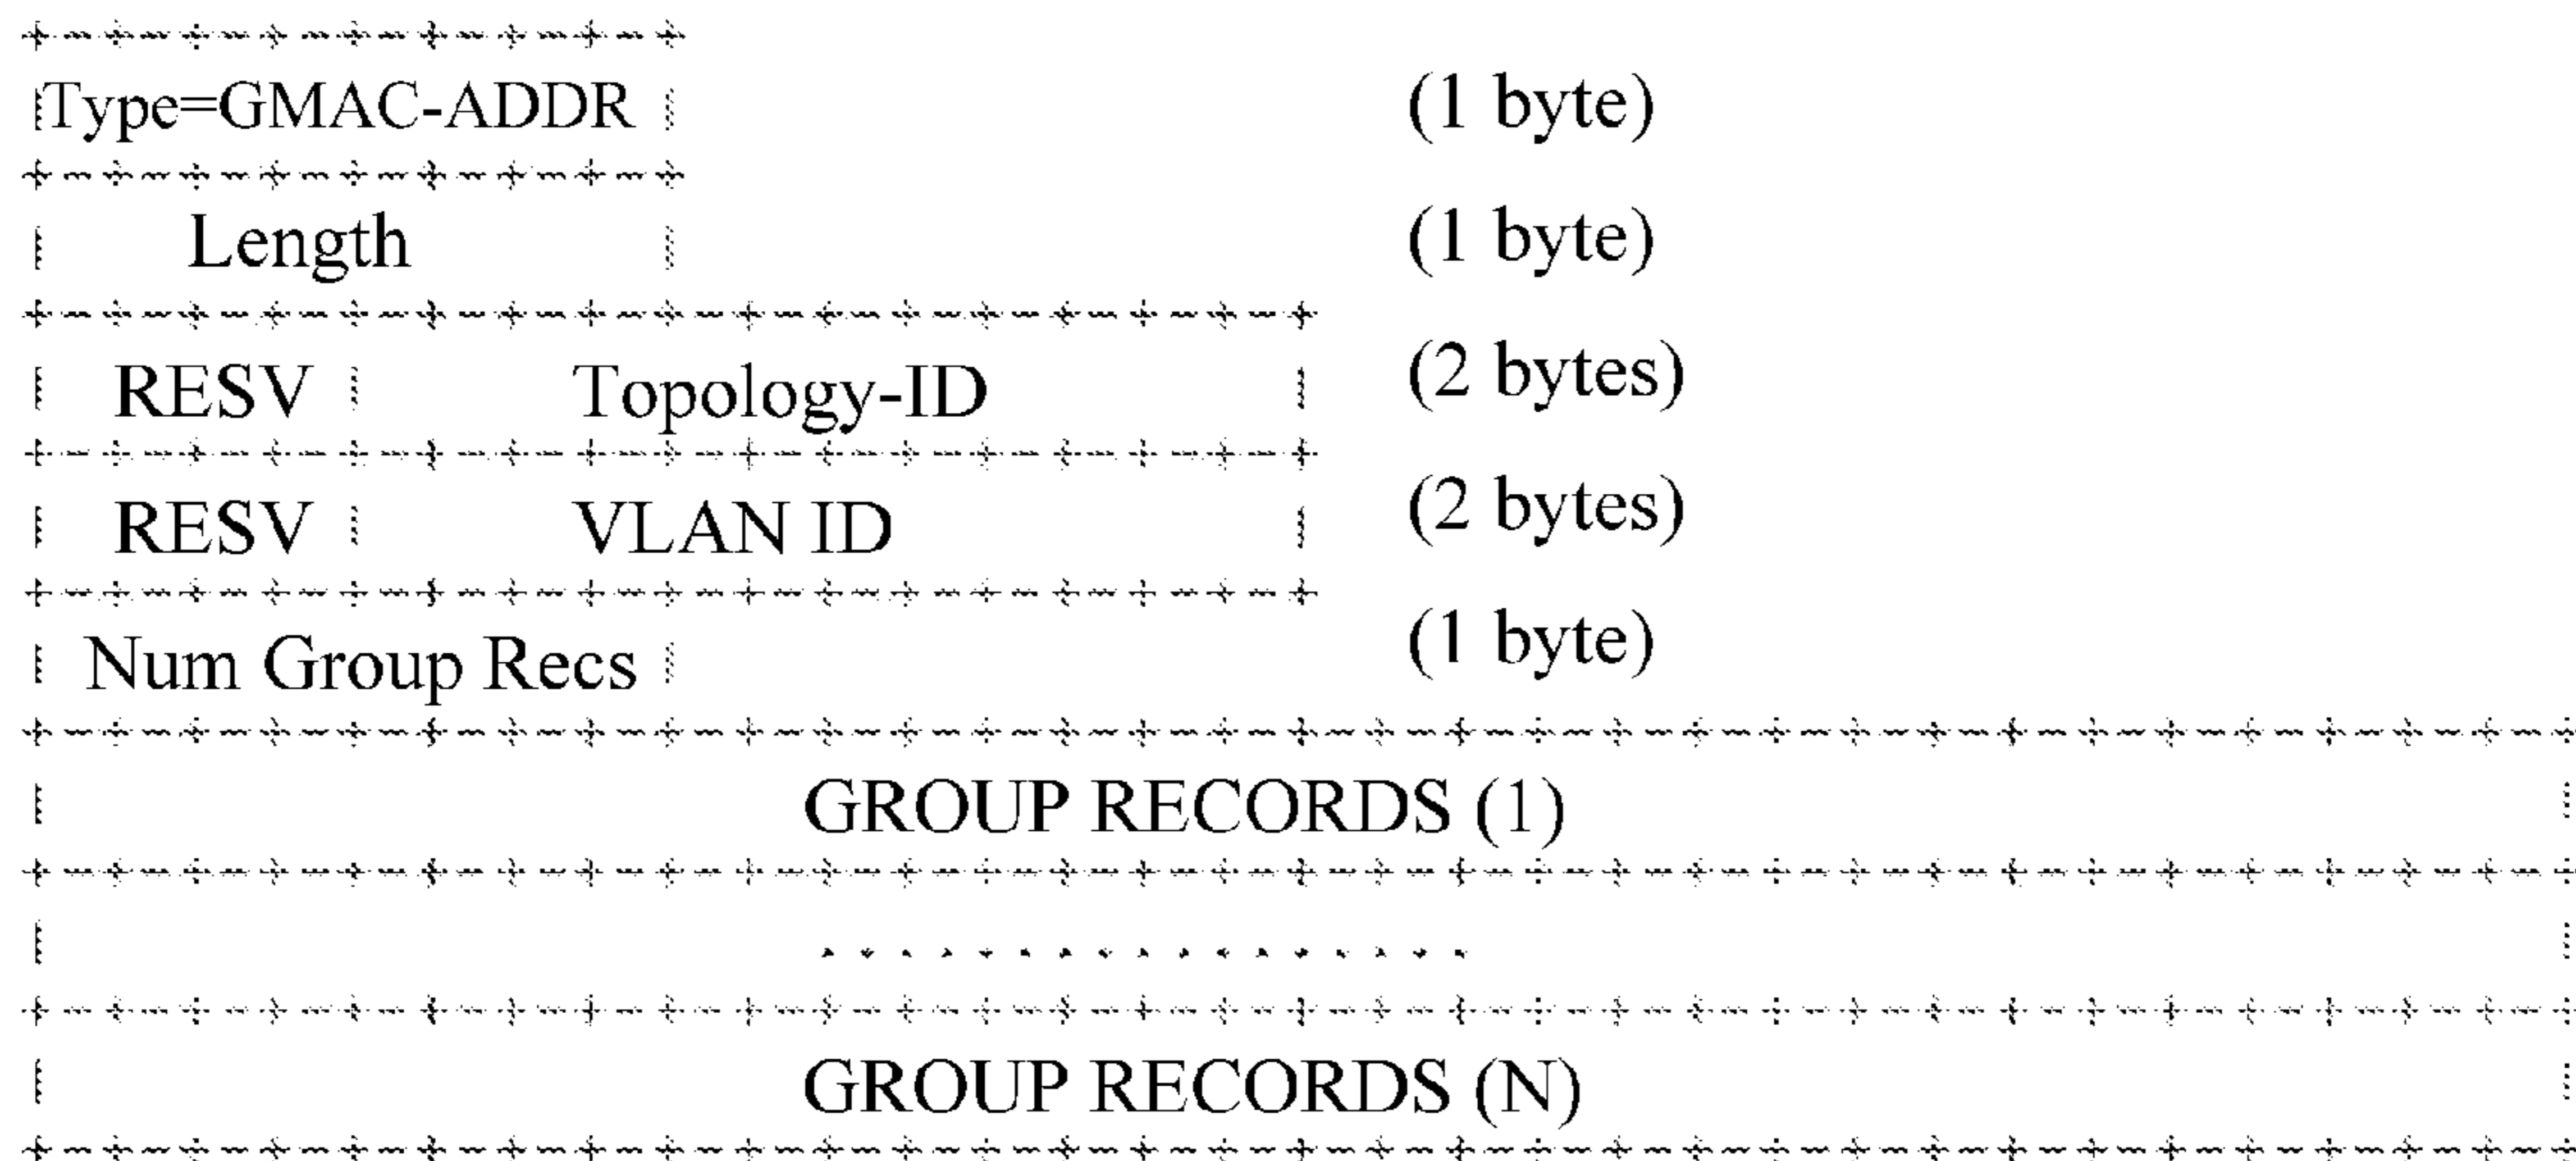 Type=GMAC-ADDR (1 byte)
Length (1 byte)
RESV Topology-ID (2 bytes)
RESV VLAN ID (2 bytes)
Num Group Recs (1 byte)
GROUP RECORDS (1)
.................
GROUP RECORDS (N)